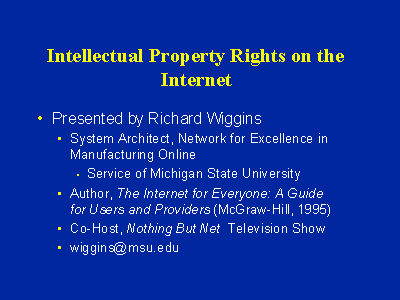 Intellectual Property Rights on the
Internet
• Presented by Richard Wiggins
• System Architect, Network for Excellence in
Manufacturing Online
• Service of Michigan State University
• Author, The Internet for Everyone: A Guide
for Users and Providers (McGraw-Hill, 1995)
• Co-Host, Nothing But Net Television Show
• wiggins@msu.edu